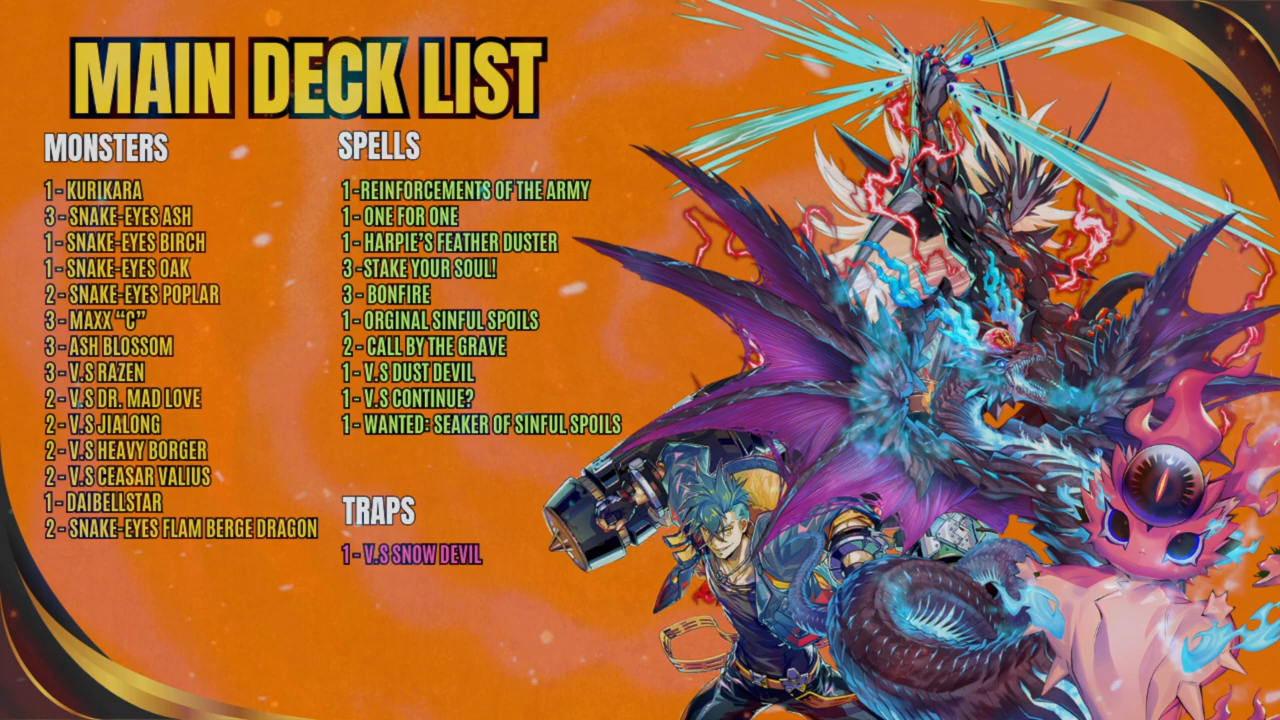 MAIN DECK LIST
MONSTERS
1 - KURIKARA
3 - SNAKE-EYES ASH
1 - SNAKE-EYES BIRCH
1 - SNAKE-EYES OAK
2 - SNAKE-EYES POPLAR
3 - MAXX “C”
3 - ASH BLOSSOM
3 - V.S RAZEN
2 - V.S DR. MAD LOVE
2 - V.S JIALONG
2 - V.S HEAVY BORGER
2 - V.S CEASAR VALIUS
1 - DAIBELLSTAR
2 - SNAKE-EYES FLAM BERGE DRAGON
SPELLS
1 -REINFORCEMENTS OF THE ARMY
1 - ONE FOR ONE
1 - HARPIE'S FEATHER DUSTER
3 -STAKE YOUR SOUL!
3 - BONFIRE
1 - ORGINAL SINFUL SPOILS
2 - CALL BY THE GRAVE
1 - V.S DUST DEVIL
1 - V.S CONTINUE?
1 - WANTED: SEAKER OF SINFUL SPOILS
TRAPS
1 - V.S SNOW DEVIL